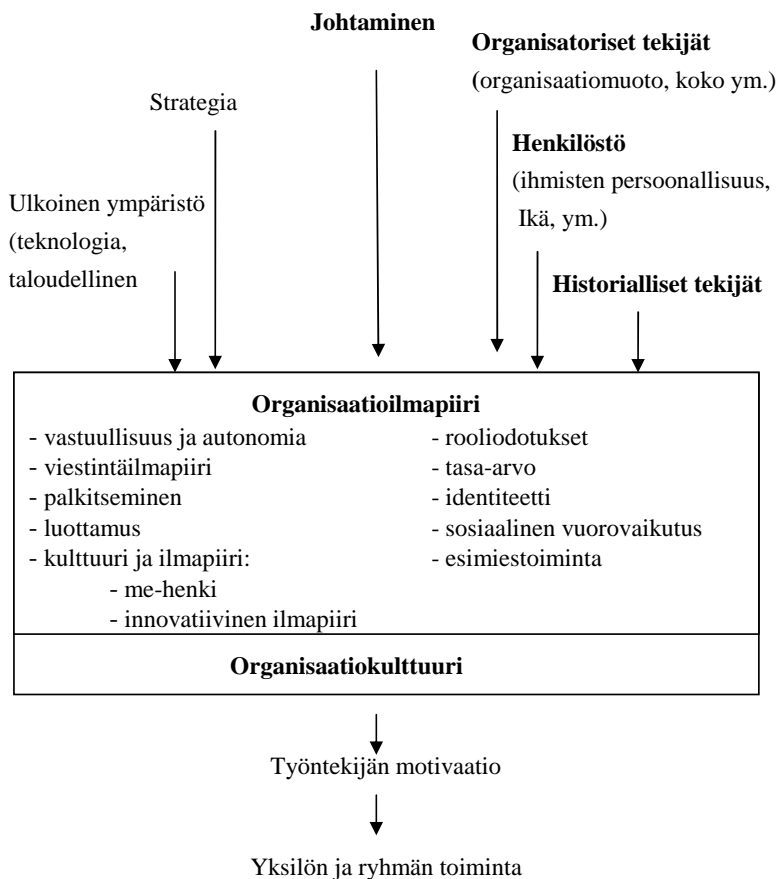 Johtaminen
Organisatoriset tekijät
(organisaatiomuoto, koko ym.)
Strategia
Henkilöstö
(ihmisten persoonallisuus,
Ikä, ym.)
Ulkoinen ympäristö
(teknologia,
taloudellinen
Historialliset tekijät
Organisaatioilmapiiri
- vastuullisuus ja autonomia
- viestintäilmapiiri
- palkitseminen
- luottamus
- kulttuuri ja ilmapiiri:
- me-henki
- innovatiivinen ilmapiiri
- rooliodotukset
- tasa-arvo
- identiteetti
- sosiaalinen vuorovaikutus
- esimiestoiminta
Organisaatiokulttuuri
Työntekijän motivaatio
Yksilön ja ryhmän toiminta